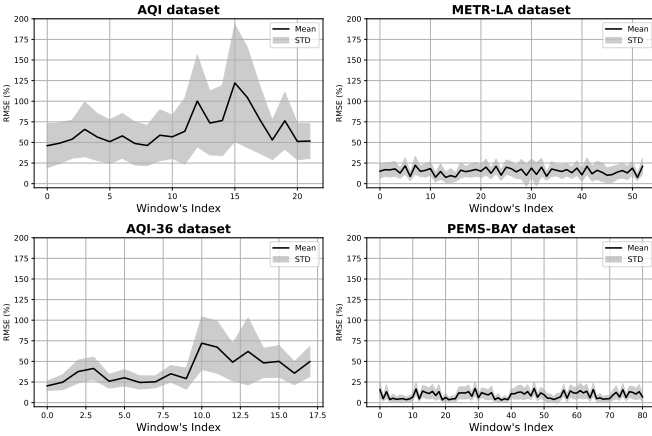 AQI dataset
200
175
150
125
100
75
50
25
0
RMSE (%)
Mean
STD
0 5 10 15 20
Window's Index
METR-LA dataset
200
175
150
125
100
75
50
25
0
RMSE (%)
Mean
STD
0 10 20 30 40 50
Window's Index
AQI-36 dataset
200
175
150
125
100
75
50
25
0
RMSE (%)
Mean
STD
0.0 2.5 5.0 7.5 10.0 12.5 15.0 17.5
Window's Index
PEMS-BAY dataset
200
175
150
125
100
75
50
25
0
RMSE (%)
Mean
STD
0 10 20 30 40 50 60 70 80
Window's Index